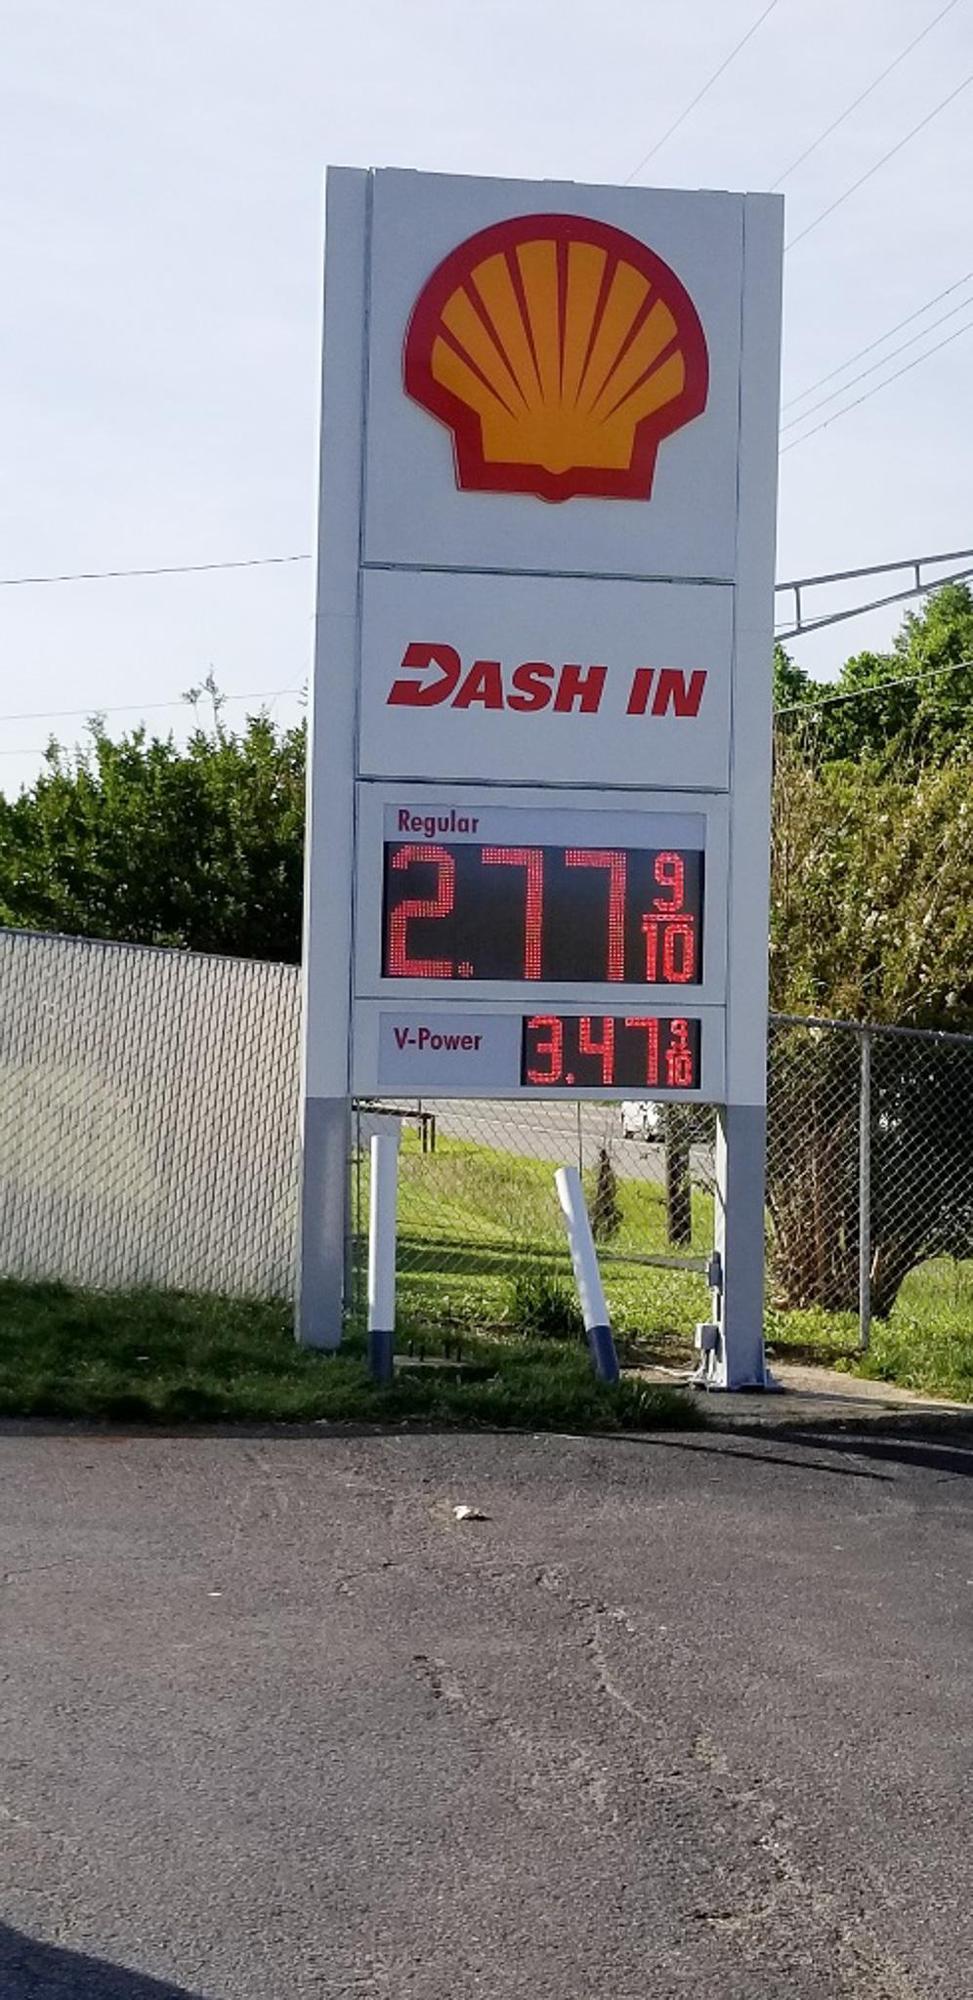 DASH IN
Regular
2.77 9/10
V-Power 3.47 9/10